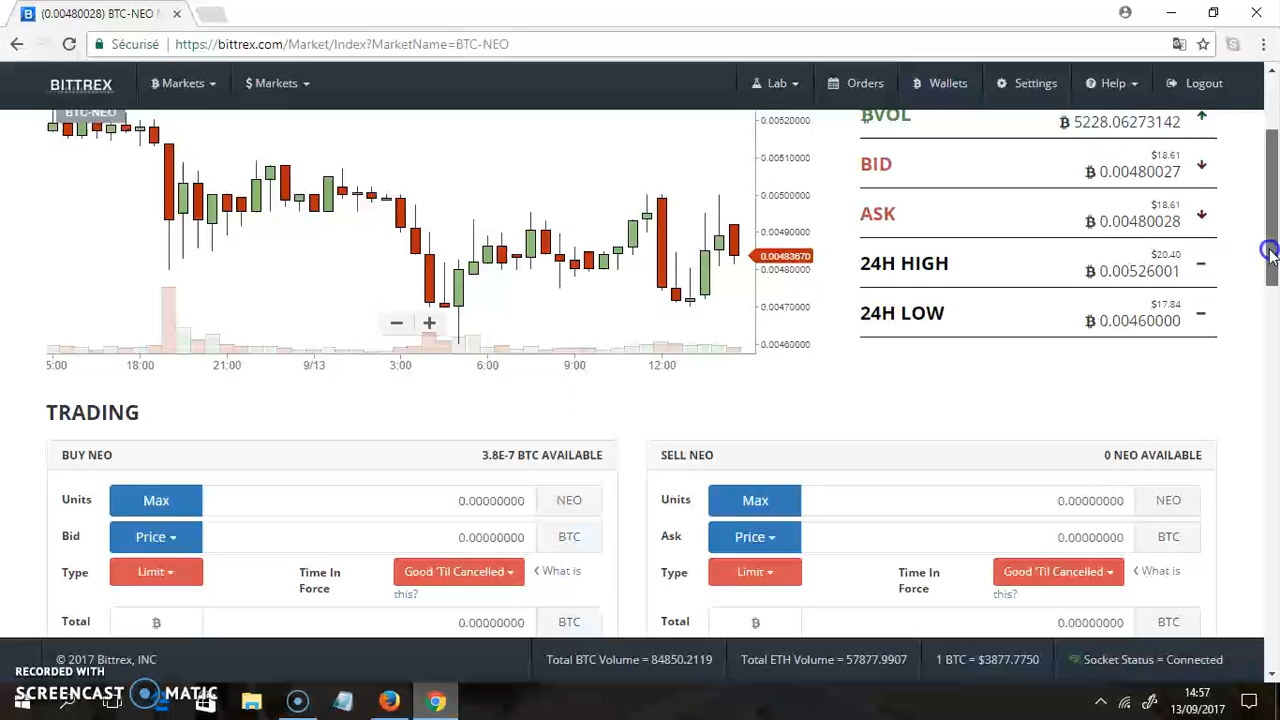 (0.00480028) BTC-NEO
Sécurisé https://bittrex.com/Market/Index?MarketName=BTC-NEO
BITTREX Ƀ Markets $ Markets Lab Orders Ƀ Wallets Settings Help Logout
BTC-NEO
0.00520000
0.00510000
0.00500000
0.00490000
0.00483670
0.00480000
0.00470000
0.00460000
− +
5:00 18:00 21:00 9/13 3:00 6:00 9:00 12:00
ɃVOL Ƀ 5228.06273142
$18.61
BID Ƀ 0.00480027
$18.61
ASK Ƀ 0.00480028
$20.40
24H HIGH Ƀ 0.00526001
$17.84
24H LOW Ƀ 0.00460000
TRADING
BUY NEO 3.8E-7 BTC AVAILABLE
Units Max 0.00000000 NEO
Bid Price 0.00000000 BTC
Type Limit Time In Force Good 'Til Cancelled What is this?
Total Ƀ 0.00000000 BTC
SELL NEO 0 NEO AVAILABLE
Units Max 0.00000000 NEO
Ask Price 0.00000000 BTC
Type Limit Time In Force Good 'Til Cancelled What is this?
Total Ƀ 0.00000000 BTC
© 2017 Bittrex, INC Total BTC Volume = 84850.2119 Total ETH Volume = 57877.9907 1 BTC = $3877.7750 Socket Status = Connected
RECORDED WITH
SCREENCAST MATIC
14:57
13/09/2017